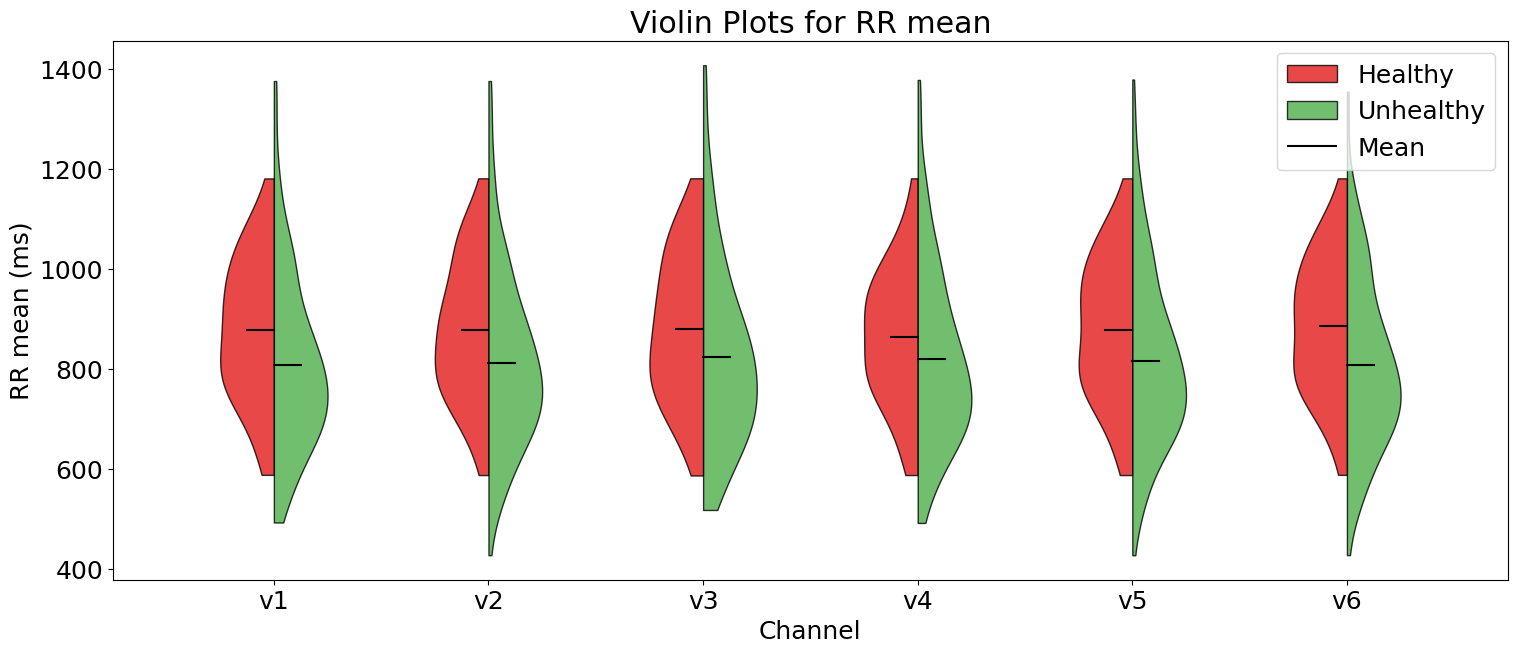 Violin Plots for RR mean
Healthy
Unhealthy
Mean
RR mean (ms)
1400
1200
1000
800
600
400
v1 v2 v3 v4 v5 v6
Channel